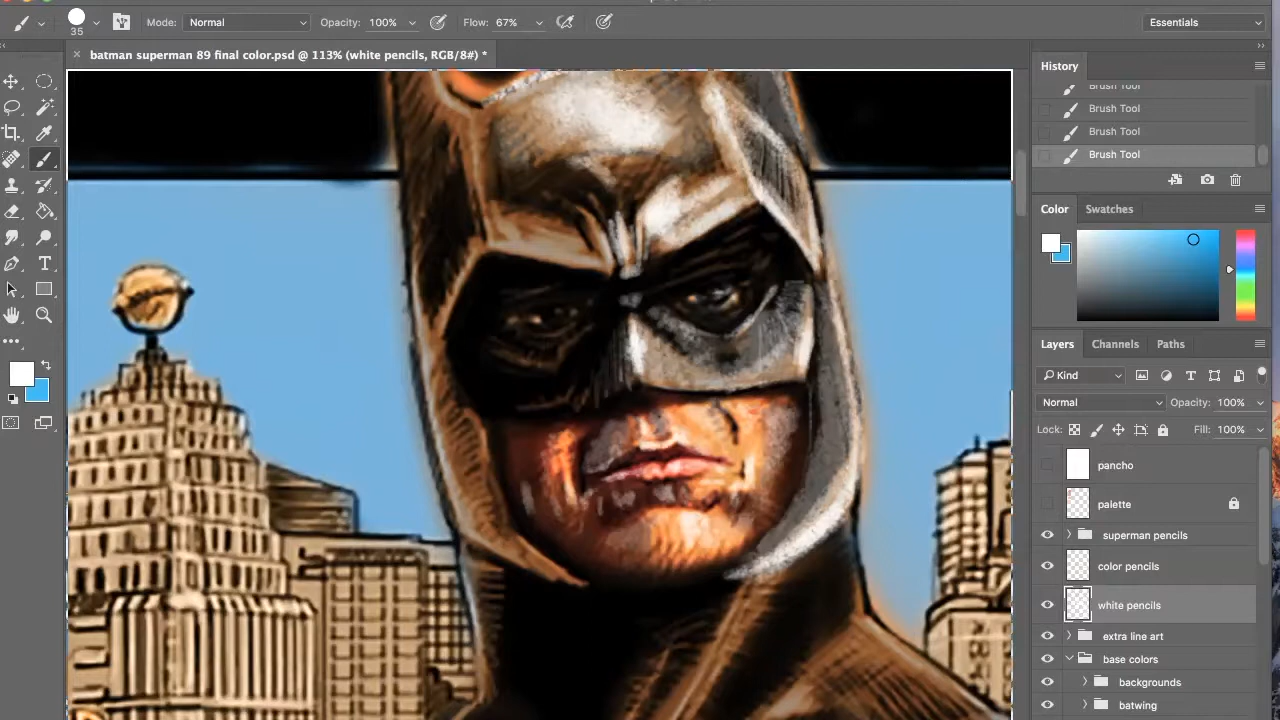 35
Mode: Normal
Opacity: 100%
Flow: 67%
Essentials
batman superman 89 final color.psd @ 113% (white pencils, RGB/8#) *
History
Brush Tool
Brush Tool
Brush Tool
Brush Tool
Color Swatches
Layers Channels Paths
Kind
Normal Opacity: 100%
Lock: Fill: 100%
pancho
palette
superman pencils
color pencils
white pencils
extra line art
base colors
backgrounds
batwing